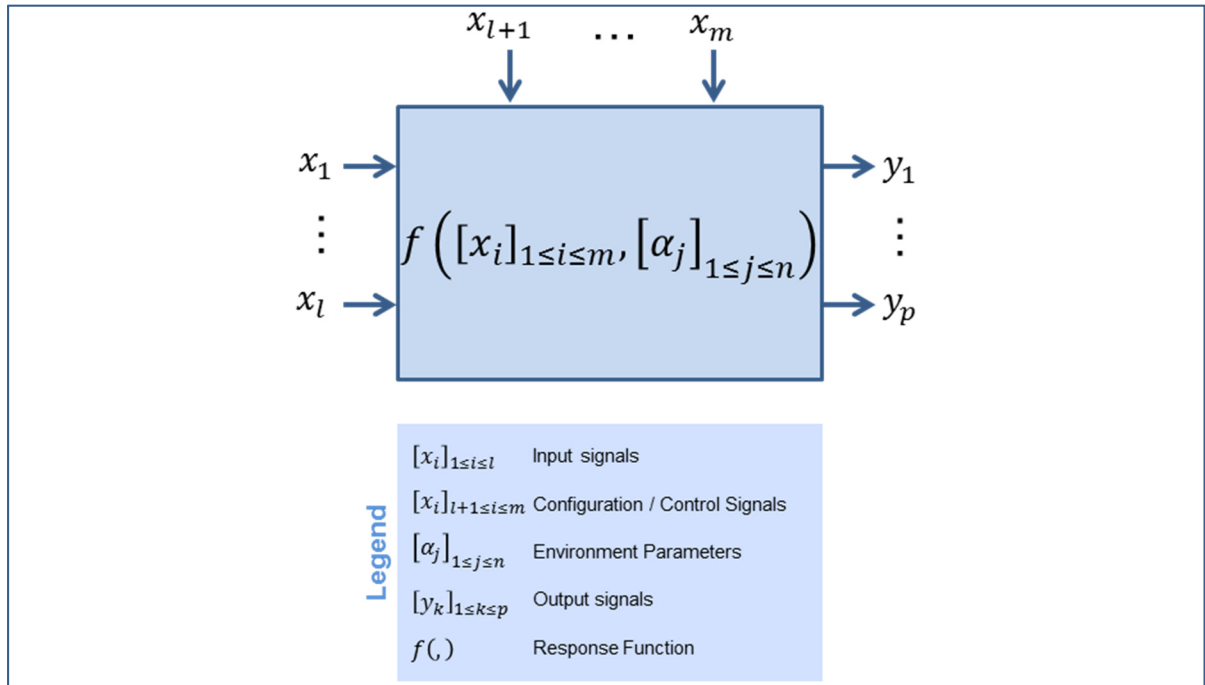 x_{l+1} ⋯ x_m
x_1 y_1
⋮ f([x_i]_{1≤i≤m}, [α_j]_{1≤j≤n}) ⋮
x_l y_p
Legend
[x_i]_{1≤i≤l} Input signals
[x_i]_{l+1≤i≤m} Configuration / Control Signals
[α_j]_{1≤j≤n} Environment Parameters
[y_k]_{1≤k≤p} Output signals
f(,) Response Function